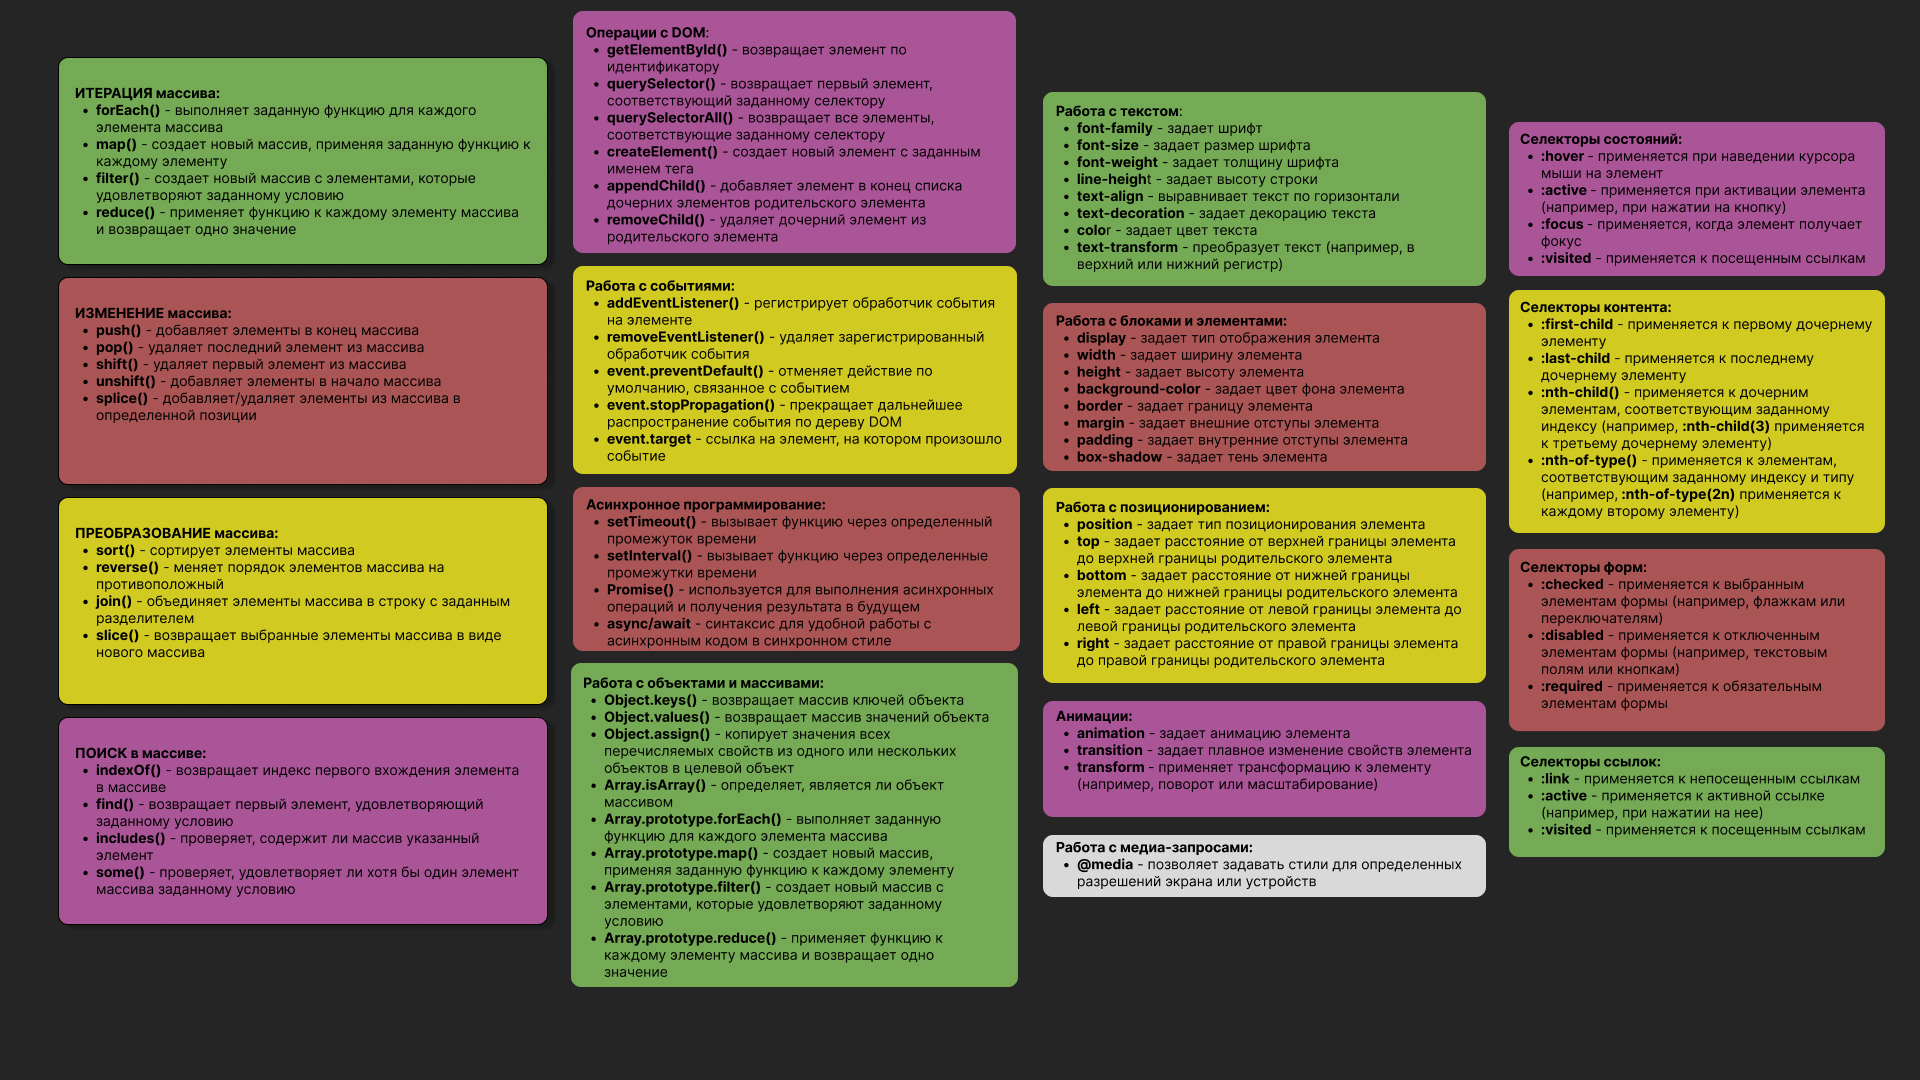 ИТЕРАЦИЯ массива:
• forEach() - выполняет заданную функцию для каждого
элемента массива
• map() - создает новый массив, применяя заданную функцию к
каждому элементу
• filter() - создает новый массив с элементами, которые
удовлетворяют заданному условию
• reduce() - применяет функцию к каждому элементу массива
и возвращает одно значение
ИЗМЕНЕНИЕ массива:
• push() - добавляет элементы в конец массива
• pop() - удаляет последний элемент из массива
• shift() - удаляет первый элемент из массива
• unshift() - добавляет элементы в начало массива
• splice() - добавляет/удаляет элементы из массива в
определенной позиции
ПРЕОБРАЗОВАНИЕ массива:
• sort() - сортирует элементы массива
• reverse() - меняет порядок элементов массива на
противоположный
• join() - объединяет элементы массива в строку с заданным
разделителем
• slice() - возвращает выбранные элементы массива в виде
нового массива
ПОИСК в массиве:
• indexOf() - возвращает индекс первого вхождения элемента
в массиве
• find() - возвращает первый элемент, удовлетворяющий
заданному условию
• includes() - проверяет, содержит ли массив указанный
элемент
• some() - проверяет, удовлетворяет ли хотя бы один элемент
массива заданному условию
Операции с DOM:
• getElementById() - возвращает элемент по
идентификатору
• querySelector() - возвращает первый элемент,
соответствующий заданному селектору
• querySelectorAll() - возвращает все элементы,
соответствующие заданному селектору
• createElement() - создает новый элемент с заданным
именем тега
• appendChild() - добавляет элемент в конец списка
дочерних элементов родительского элемента
• removeChild() - удаляет дочерний элемент из
родительского элемента
Работа с событиями:
• addEventListener() - регистрирует обработчик события
на элементе
• removeEventListener() - удаляет зарегистрированный
обработчик события
• event.preventDefault() - отменяет действие по
умолчанию, связанное с событием
• event.stopPropagation() - прекращает дальнейшее
распространение события по дереву DOM
• event.target - ссылка на элемент, на котором произошло
событие
Асинхронное программирование:
• setTimeout() - вызывает функцию через определенный
промежуток времени
• setInterval() - вызывает функцию через определенные
промежутки времени
• Promise() - используется для выполнения асинхронных
операций и получения результата в будущем
• async/await - синтаксис для удобной работы с
асинхронным кодом в синхронном стиле
Работа с объектами и массивами:
• Object.keys() - возвращает массив ключей объекта
• Object.values() - возвращает массив значений объекта
• Object.assign() - копирует значения всех
перечисляемых свойств из одного или нескольких
объектов в целевой объект
• Array.isArray() - определяет, является ли объект
массивом
• Array.prototype.forEach() - выполняет заданную
функцию для каждого элемента массива
• Array.prototype.map() - создает новый массив,
применяя заданную функцию к каждому элементу
• Array.prototype.filter() - создает новый массив с
элементами, которые удовлетворяют заданному
условию
• Array.prototype.reduce() - применяет функцию к
каждому элементу массива и возвращает одно
значение
Работа с текстом:
• font-family - задает шрифт
• font-size - задает размер шрифта
• font-weight - задает толщину шрифта
• line-height - задает высоту строки
• text-align - выравнивает текст по горизонтали
• text-decoration - задает декорацию текста
• color - задает цвет текста
• text-transform - преобразует текст (например, в
верхний или нижний регистр)
Работа с блоками и элементами:
• display - задает тип отображения элемента
• width - задает ширину элемента
• height - задает высоту элемента
• background-color - задает цвет фона элемента
• border - задает границу элемента
• margin - задает внешние отступы элемента
• padding - задает внутренние отступы элемента
• box-shadow - задает тень элемента
Работа с позиционированием:
• position - задает тип позиционирования элемента
• top - задает расстояние от верхней границы элемента
до верхней границы родительского элемента
• bottom - задает расстояние от нижней границы
элемента до нижней границы родительского элемента
• left - задает расстояние от левой границы элемента до
левой границы родительского элемента
• right - задает расстояние от правой границы элемента
до правой границы родительского элемента
Анимации:
• animation - задает анимацию элемента
• transition - задает плавное изменение свойств элемента
• transform - применяет трансформацию к элементу
(например, поворот или масштабирование)
Работа с медиа-запросами:
• @media - позволяет задавать стили для определенных
разрешений экрана или устройств
Селекторы состояний:
• :hover - применяется при наведении курсора
мыши на элемент
• :active - применяется при активации элемента
(например, при нажатии на кнопку)
• :focus - применяется, когда элемент получает
фокус
• :visited - применяется к посещенным ссылкам
Селекторы контента:
• :first-child - применяется к первому дочернему
элементу
• :last-child - применяется к последнему
дочернему элементу
• :nth-child() - применяется к дочерним
элементам, соответствующим заданному
индексу (например, :nth-child(3) применяется
к третьему дочернему элементу)
• :nth-of-type() - применяется к элементам,
соответствующим заданному индексу и типу
(например, :nth-of-type(2n) применяется к
каждому второму элементу)
Селекторы форм:
• :checked - применяется к выбранным
элементам формы (например, флажкам или
переключателям)
• :disabled - применяется к отключенным
элементам формы (например, текстовым
полям или кнопкам)
• :required - применяется к обязательным
элементам формы
Селекторы ссылок:
• :link - применяется к непосещенным ссылкам
• :active - применяется к активной ссылке
(например, при нажатии на нее)
• :visited - применяется к посещенным ссылкам